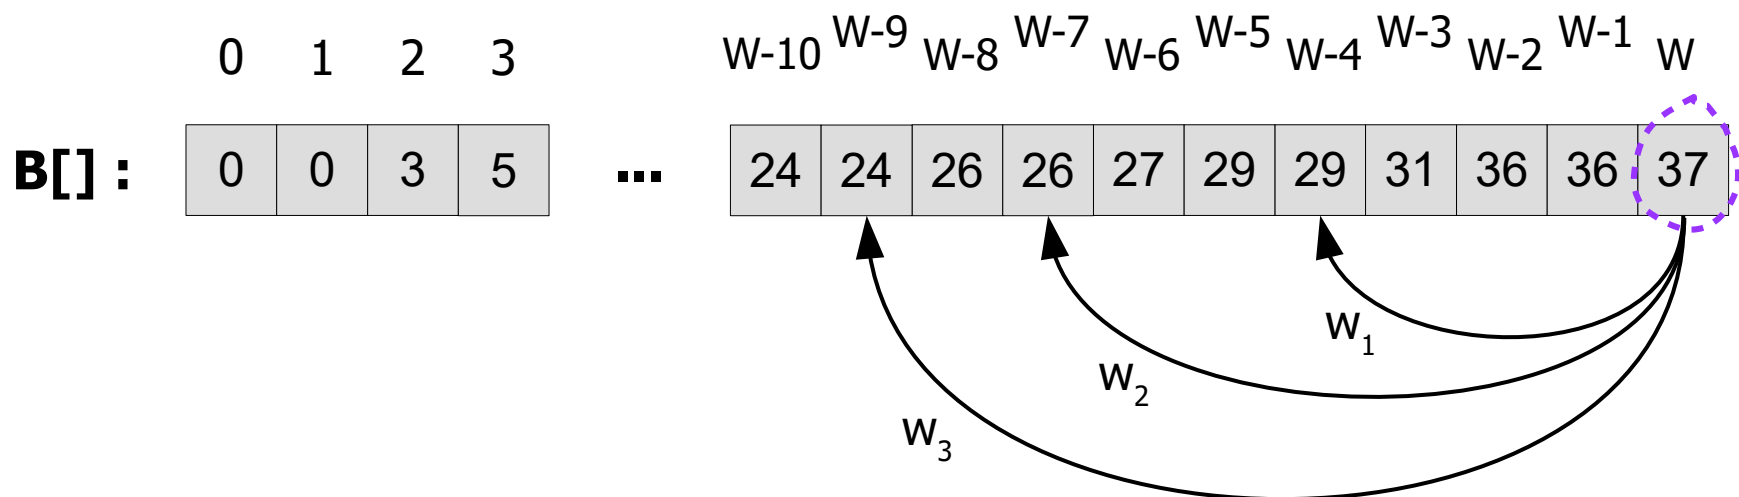 0 1 2 3 W-10 W-9 W-8 W-7 W-6 W-5 W-4 W-3 W-2 W-1 W
B[] : 0 0 3 5 ... 24 24 26 26 27 29 29 31 36 36 37
w₁
w₂
w₃